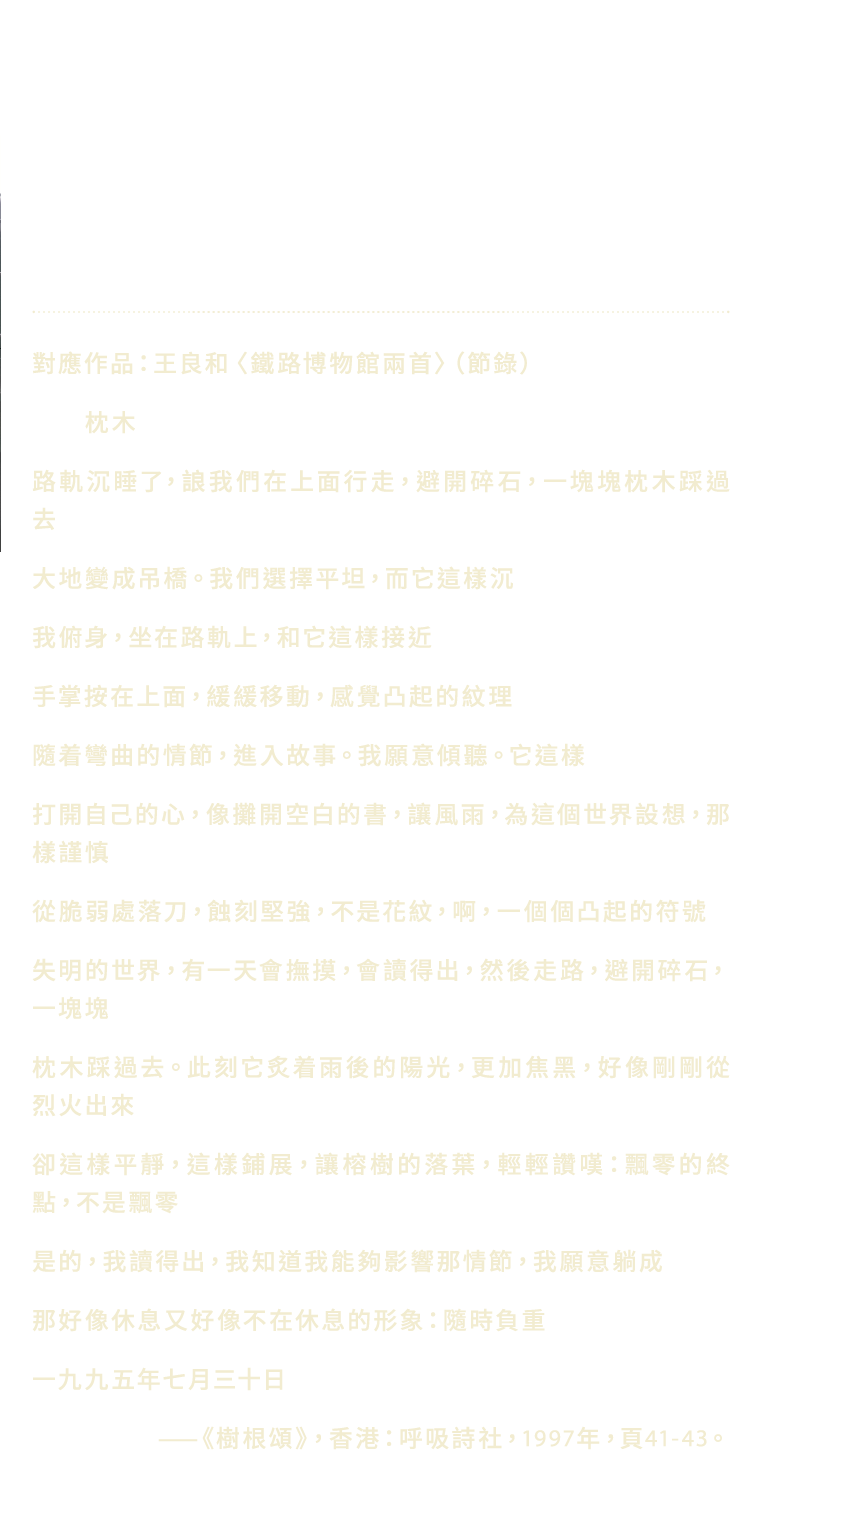 對應作品：王良和〈鐵路博物館兩首〉（節錄）
枕木
路軌沉睡了，誏我們在上面行走，避開碎石，一塊塊枕木踩過
去
大地變成吊橋。我們選擇平坦，而它這樣沉
我俯身，坐在路軌上，和它這樣接近
手掌按在上面，緩緩移動，感覺凸起的紋理
隨着彎曲的情節，進入故事。我願意傾聽。它這樣
打開自己的心，像攤開空白的書，讓風雨，為這個世界設想，那
樣謹慎
從脆弱處落刀，蝕刻堅強，不是花紋，啊，一個個凸起的符號
失明的世界，有一天會撫摸，會讀得出，然後走路，避開碎石，
一塊塊
枕木踩過去。此刻它炙着雨後的陽光，更加焦黑，好像剛剛從
烈火出來
卻這樣平靜，這樣鋪展，讓榕樹的落葉，輕輕讚嘆：飄零的終
點，不是飄零
是的，我讀得出，我知道我能夠影響那情節，我願意躺成
那好像休息又好像不在休息的形象：隨時負重
一九九五年七月三十日
——《樹根頌》，香港：呼吸詩社，1997年，頁41-43。